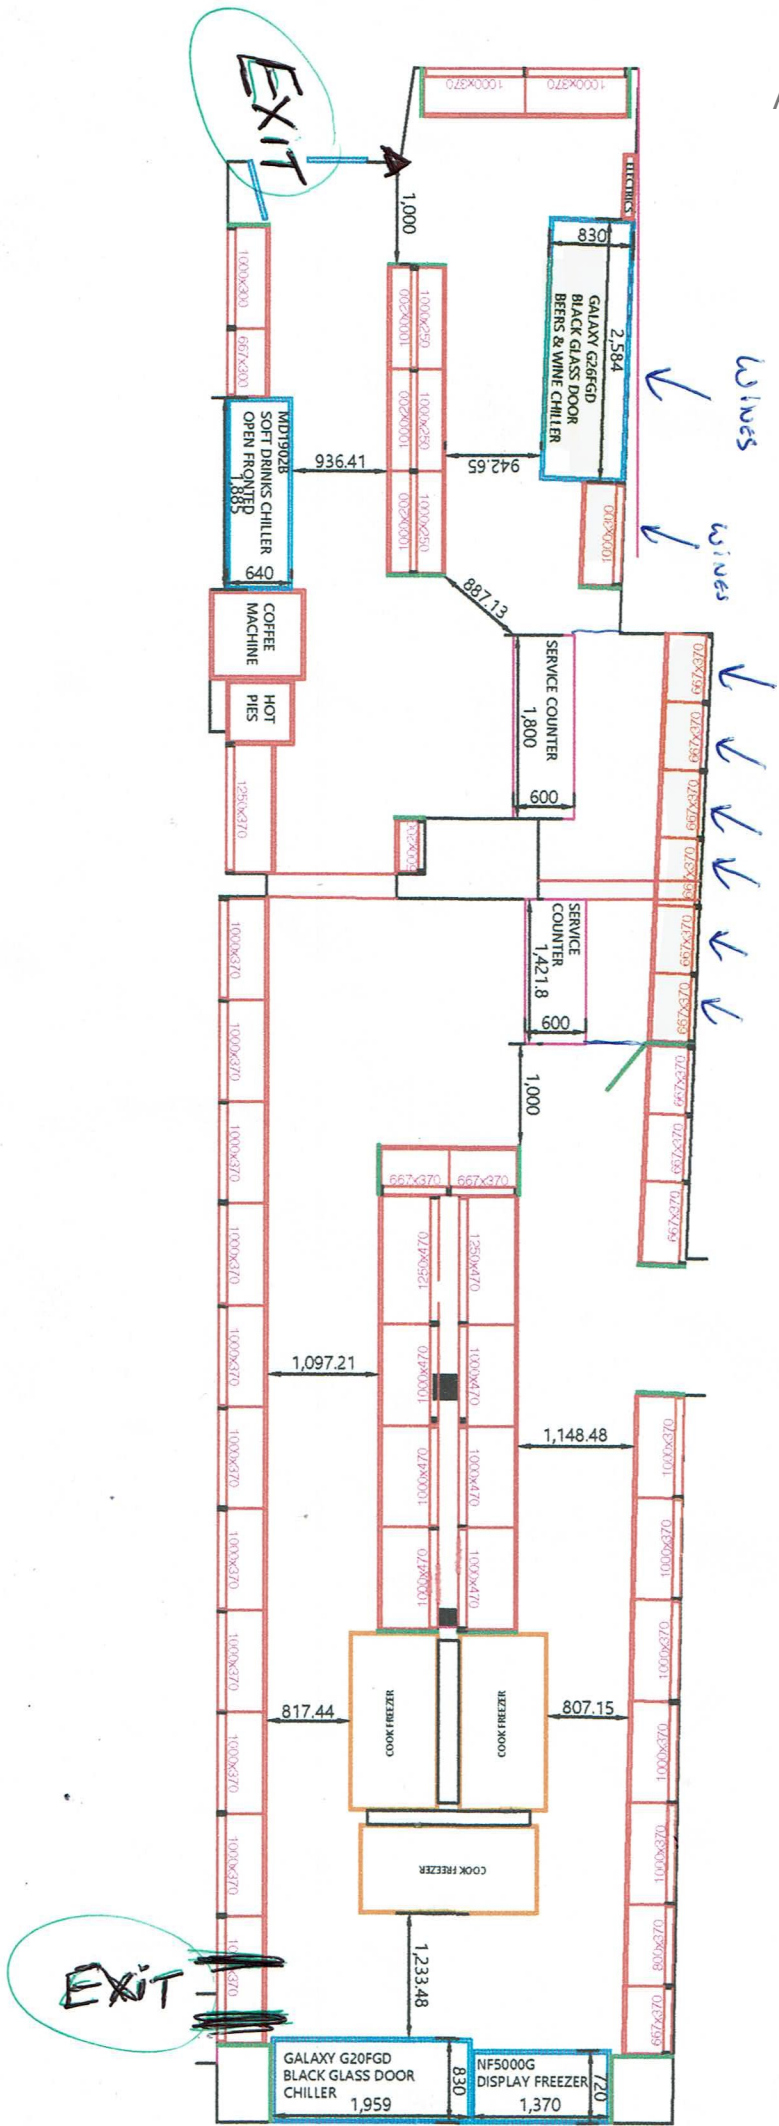 EXIT
1000x370
1000x370
ELECTRICS
1,000
830
GALAXY G26FGD
BLACK GLASS DOOR
BEERS & WINE CHILLER
2,584
WINES
WINES
1000x300
667x300
1000x250
1000x200
1000x250
1000x200
1000x250
1000x200
936.41
942.65
1000x300
MD1902B
SOFT DRINKS CHILLER
OPEN FRONTED
1,885
640
887.13
COFFEE
MACHINE
HOT
PIES
1250x370
SERVICE COUNTER
1,800
600
600x200
667x370
667x370
667x370
667x370
667x370
667x370
667x370
667x370
667x370
SERVICE
COUNTER
1,421.8
600
1,000
1000x370
1000x370
1000x370
1000x370
1000x370
1000x370
1000x370
1000x370
1000x370
1000x370
667x370
667x370
1250x470
1250x470
1000x470
1000x470
1000x470
1000x470
1000x470
1000x470
1,097.21
1,148.48
1000x370
1000x370
1000x370
1000x370
1000x370
800x370
667x370
COOK FREEZER
COOK FREEZER
COOK FREEZER
817.44
807.15
1,233.48
EXIT
GALAXY G20FGD
BLACK GLASS DOOR
CHILLER
1,959
830
NF5000G
DISPLAY FREEZER
1,370
720